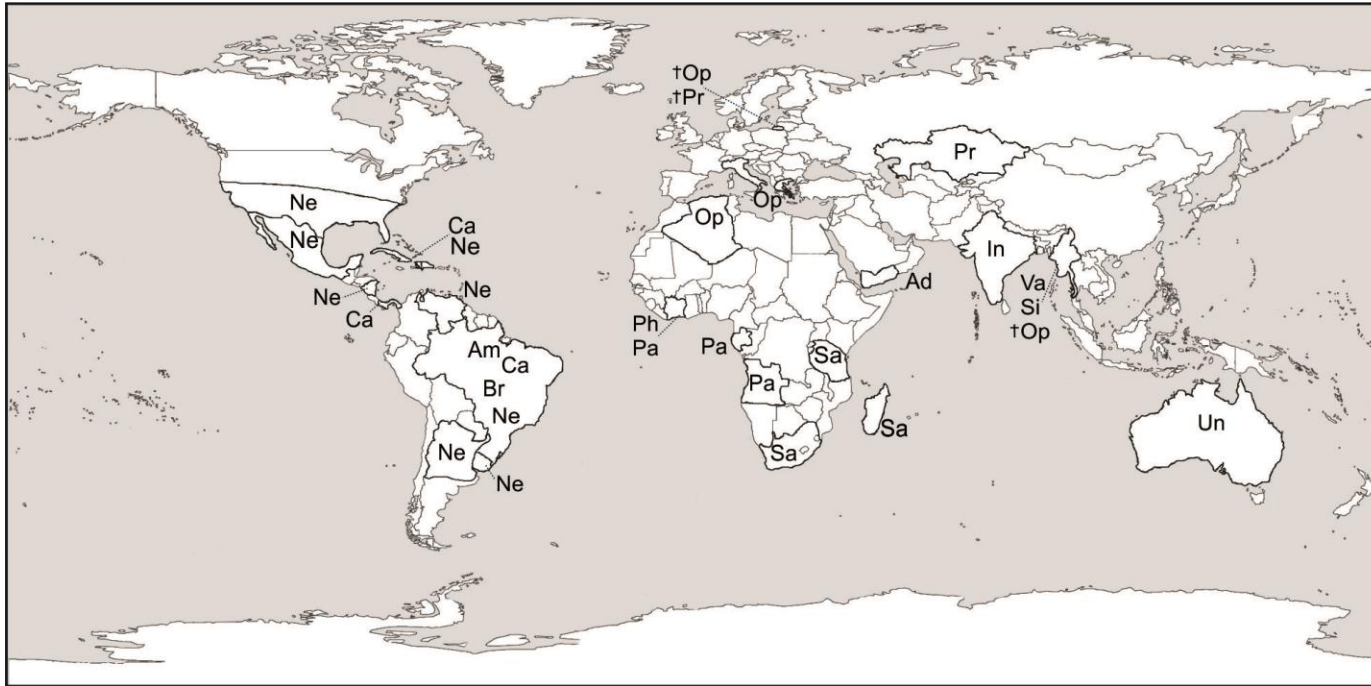 †Op
†Pr
Pr
Ne
Ne
Ca
Ne
Op
Op
In
Ad
Va
Si
†Op
Ne
Ne
Ca
Ph
Pa
Pa
Sa
Am
Ca
Br
Pa
Ne
Sa
Un
Ne
Sa
Ne